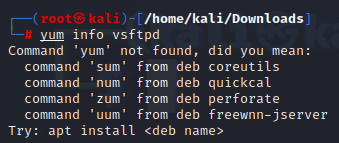 ┌──(root㉿kali)-[/home/kali/Downloads]
└─# yum info vsftpd
Command 'yum' not found, did you mean:
  command 'sum' from deb coreutils
  command 'num' from deb quickcal
  command 'zum' from deb perforate
  command 'uum' from deb freewnn-jserver
Try: apt install <deb name>